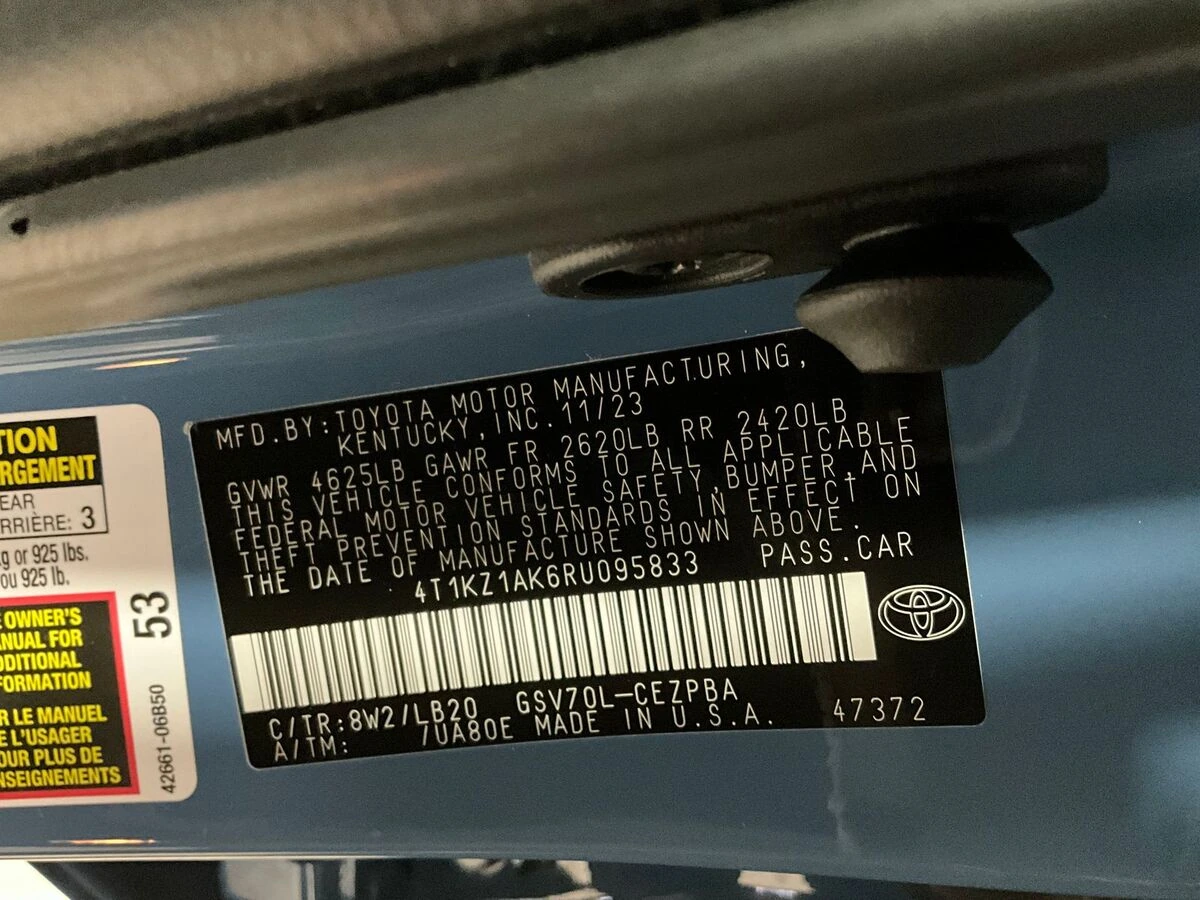 TION
RGEMENT
EAR
RRIÈRE: 3
g or 925 lbs.
ou 925 lb.
OWNER'S
ANUAL FOR
DDITIONAL
FORMATION
R LE MANUEL
E L'USAGER
OUR PLUS DE
NSEIGNEMENTS
53
42661-06B50
MFD.BY:TOYOTA MOTOR MANUFACTURING,
KENTUCKY,INC.11/23
GVWR 4625LB GAWR FR 2620LB RR 2420LB
THIS VEHICLE CONFORMS TO ALL APPLICABLE
FEDERAL MOTOR VEHICLE SAFETY,BUMPER,AND
THEFT PREVENTION STANDARDS IN EFFECT ON
THE DATE OF MANUFACTURE SHOWN ABOVE.
4T1KZ1AK6RU095833 PASS.CAR
C/TR:8W2/LB20 GSV70L-CEZPBA
A/TM: /UA80E MADE IN U.S.A. 47372